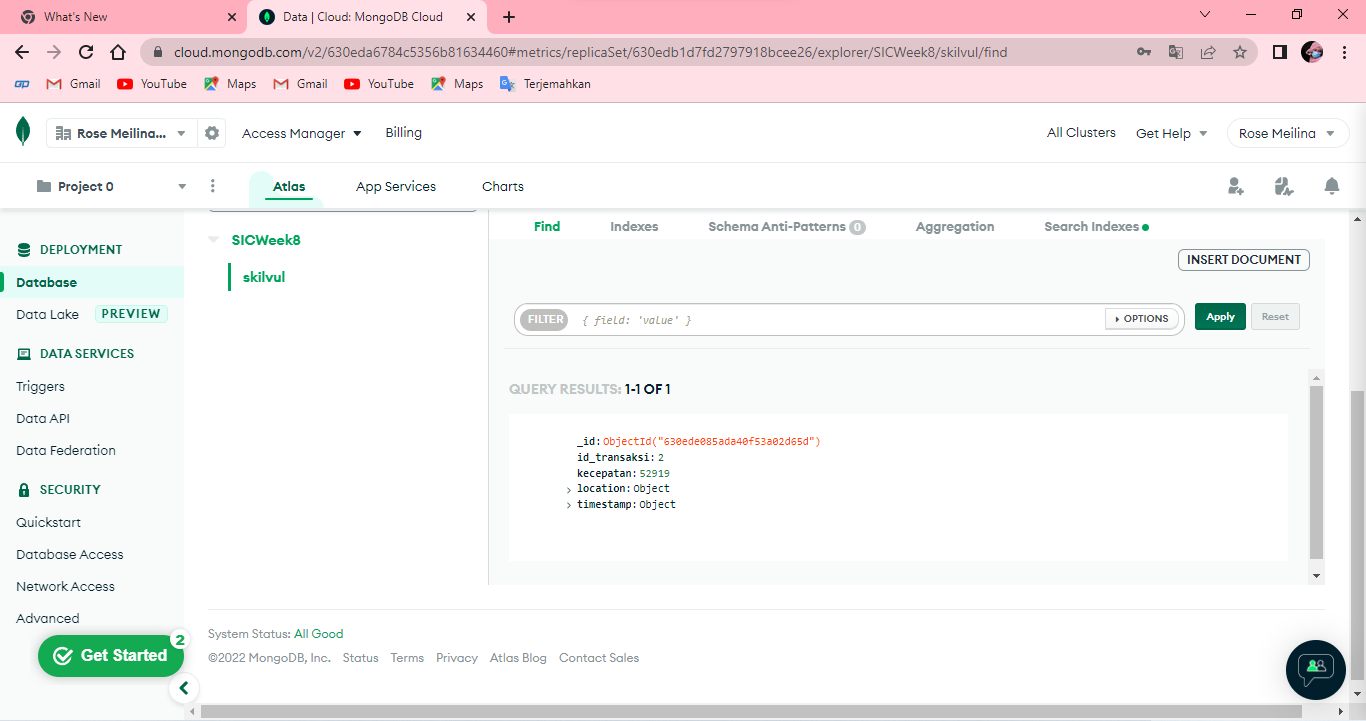 What's New
Data | Cloud: MongoDB Cloud
cloud.mongodb.com/v2/630eda6784c5356b81634460#metrics/replicaSet/630edb1d7fd2797918bcee26/explorer/SICWeek8/skilvul/find
Gmail YouTube Maps Gmail YouTube Maps Terjemahkan
Rose Meilina... Access Manager Billing All Clusters Get Help Rose Meilina
Project 0 Atlas App Services Charts
DEPLOYMENT
Database
Data Lake PREVIEW
DATA SERVICES
Triggers
Data API
Data Federation
SECURITY
Quickstart
Database Access
Network Access
Advanced
Get Started 2
SICWeek8
skilvul
Find Indexes Schema Anti-Patterns 0 Aggregation Search Indexes
INSERT DOCUMENT
FILTER { field: 'value' } OPTIONS Apply Reset
QUERY RESULTS: 1-1 OF 1
_id: ObjectId("630ede085ada40f53a02d65d")
id_transaksi: 2
kecepatan: 52919
location: Object
timestamp: Object
System Status: All Good
©2022 MongoDB, Inc. Status Terms Privacy Atlas Blog Contact Sales